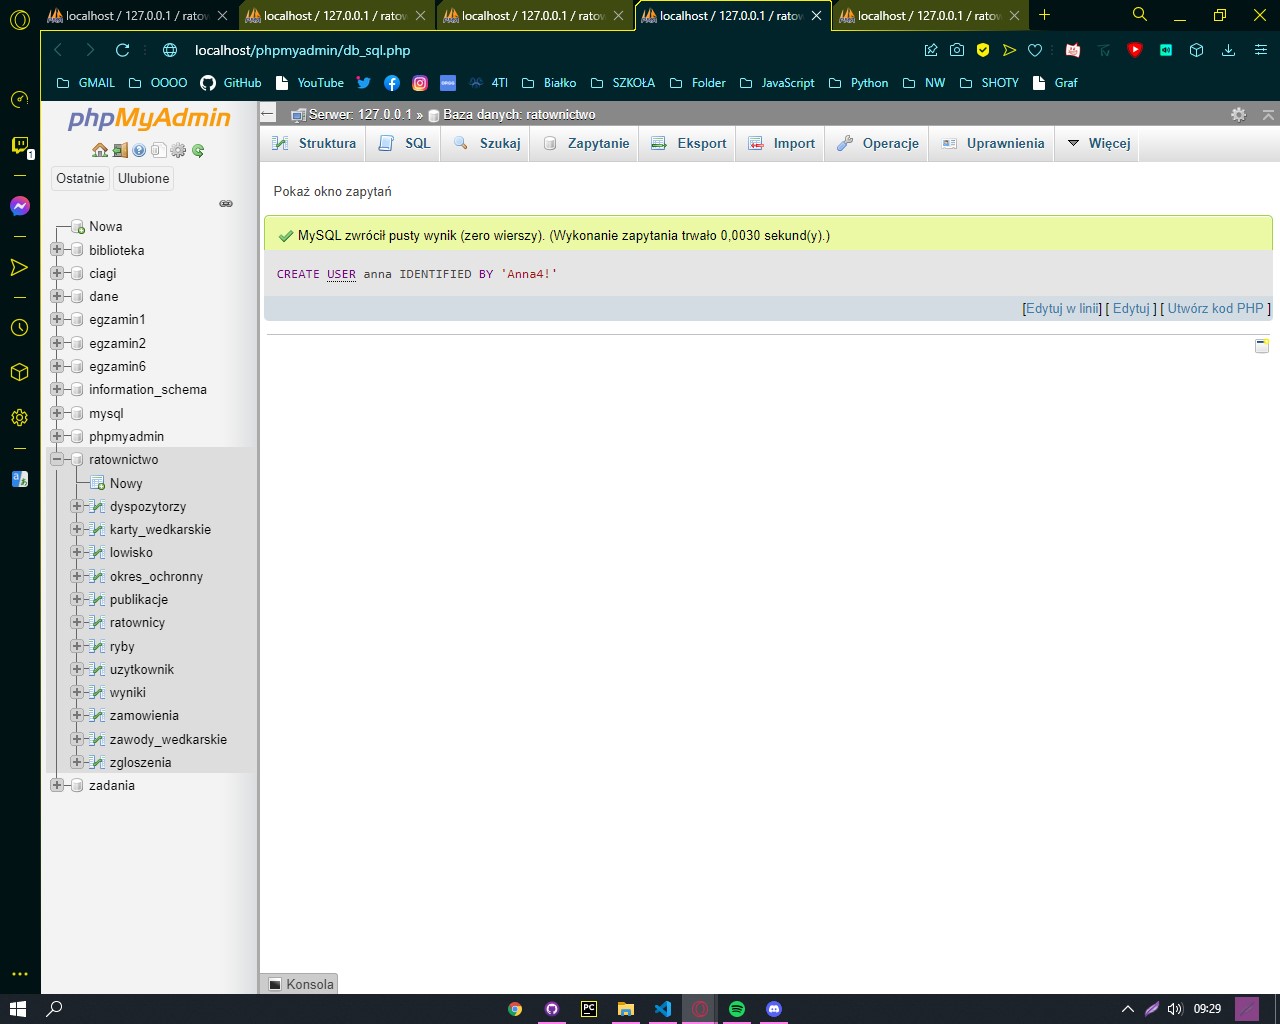 localhost / 127.0.0.1 / ratow
localhost / 127.0.0.1 / ratow
localhost / 127.0.0.1 / ratow
localhost / 127.0.0.1 / ratow
localhost / 127.0.0.1 / ratow
localhost/phpmyadmin/db_sql.php
GMAIL OOOO GitHub YouTube 4TI Białko SZKOŁA Folder JavaScript Python NW SHOTY Graf
1
phpMyAdmin
Ostatnie Ulubione
Nowa
biblioteka
ciagi
dane
egzamin1
egzamin2
egzamin6
information_schema
mysql
phpmyadmin
ratownictwo
Nowy
dyspozytorzy
karty_wedkarskie
lowisko
okres_ochronny
publikacje
ratownicy
ryby
uzytkownik
wyniki
zamowienia
zawody_wedkarskie
zgloszenia
zadania
Serwer: 127.0.0.1 » Baza danych: ratownictwo
Struktura SQL Szukaj Zapytanie Eksport Import Operacje Uprawnienia Więcej
Pokaż okno zapytań
MySQL zwrócił pusty wynik (zero wierszy). (Wykonanie zapytania trwało 0,0030 sekund(y).)
CREATE USER anna IDENTIFIED BY 'Anna4!'
[Edytuj w linii] [ Edytuj ] [ Utwórz kod PHP ]
Konsola
PC
09:29